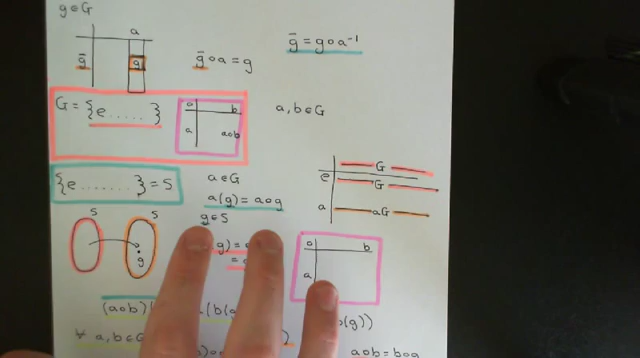 g ∈ G
a
ḡ g
ḡ ∘ a = g
ḡ = g ∘ a⁻¹
G = {e .....}
∘ b
a a∘b
a, b ∈ G
{e ........} = S
a ∈ G
a(g) = a ∘ g
g ∈ S
G
e G
a aG
S S
g
(g) =
=
∘ b
a
(a∘b)
(b(g
b(g))
∀ a, b ∈ G
a∘b = b∘a